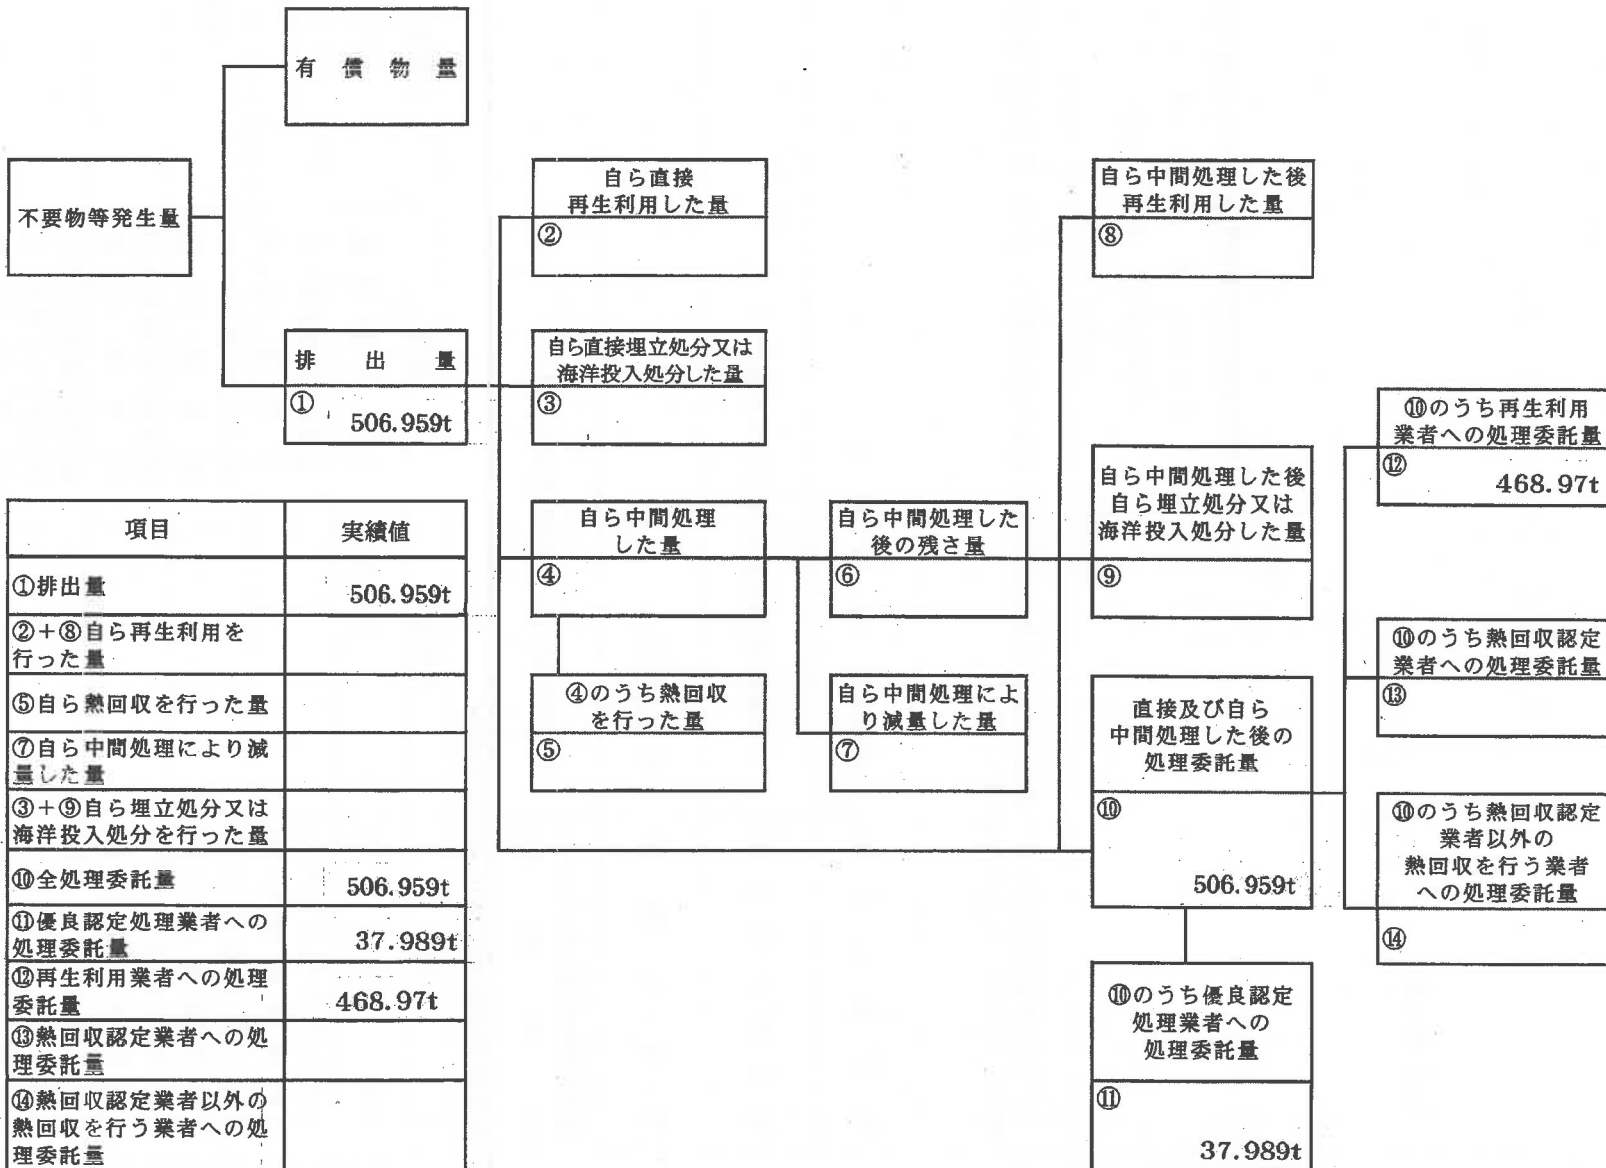 有償物量
不要物等発生量
自ら直接
再生利用した量
②
自ら中間処理した後
再生利用した量
⑧
排出量
①
506.959t
自ら直接埋立処分又は
海洋投入処分した量
③
⑩のうち再生利用
業者への処理委託量
⑫
468.97t
自ら中間処理
した量
④
自ら中間処理した
後の残さ量
⑥
自ら中間処理した後
自ら埋立処分又は
海洋投入処分した量
⑨
⑩のうち熱回収認定
業者への処理委託量
⑬
④のうち熱回収
を行った量
⑤
自ら中間処理によ
り減量した量
⑦
直接及び自ら
中間処理した後の
処理委託量
⑩
506.959t
⑩のうち熱回収認定
業者以外の
熱回収を行う業者
への処理委託量
⑭
⑩のうち優良認定
処理業者への
処理委託量
⑪
37.989t
項目 実績値
①排出量 506.959t
②+⑧自ら再生利用を
行った量
⑤自ら熱回収を行った量
⑦自ら中間処理により減
量した量
③+⑨自ら埋立処分又は
海洋投入処分を行った量
⑩全処理委託量 506.959t
⑪優良認定処理業者への
処理委託量 37.989t
⑫再生利用業者への処理
委託量 468.97t
⑬熱回収認定業者への処
理委託量
⑭熱回収認定業者以外の
熱回収を行う業者への処
理委託量